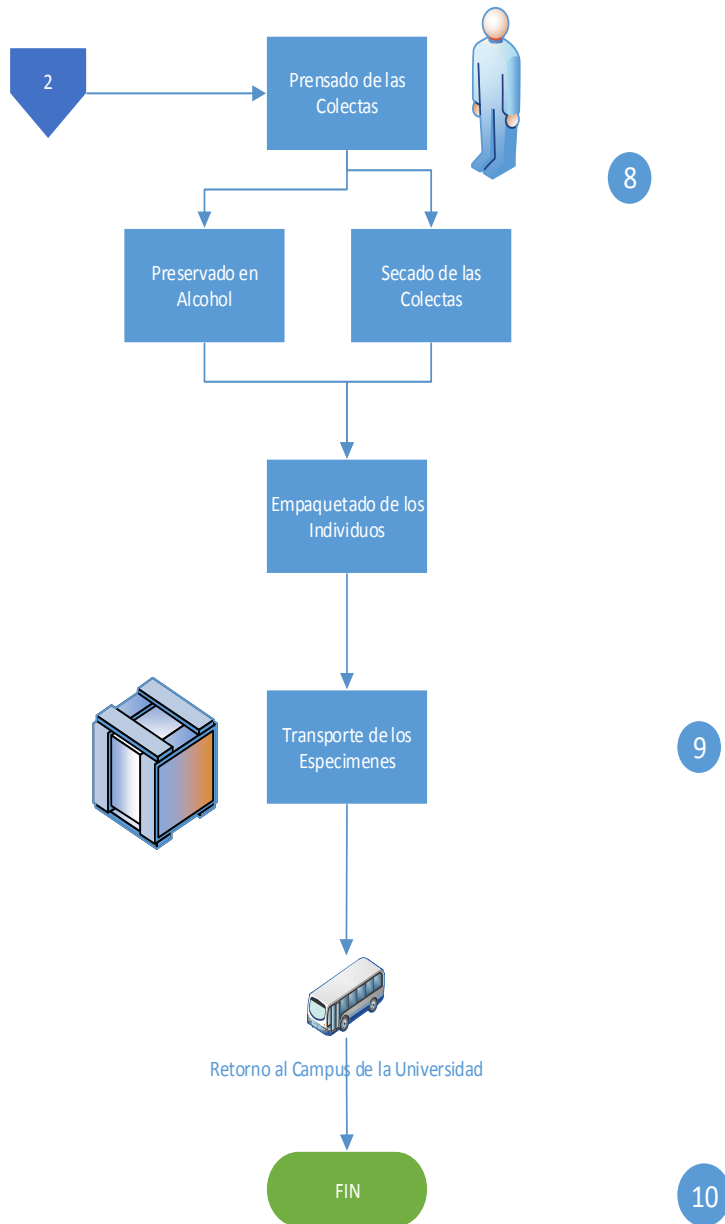 2
Prensado de las
Colectas
8
Preservado en
Alcohol
Secado de las
Colectas
Empaquetado de los
Individuos
Transporte de los
Especimenes
9
Retorno al Campus de la Universidad
FIN
10